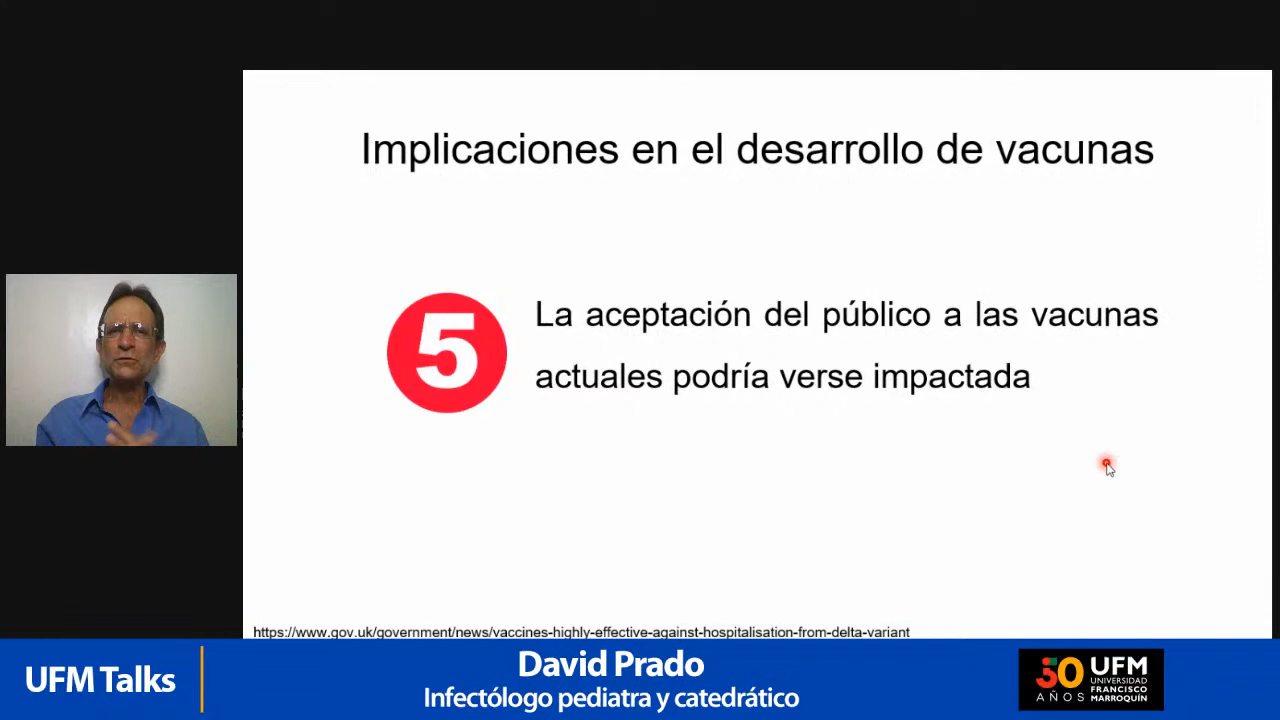 Implicaciones en el desarrollo de vacunas
5
La aceptación del público a las vacunas
actuales podría verse impactada
https://www.gov.uk/government/news/vaccines-highly-effective-against-hospitalisation-from-delta-variant
UFM Talks
David Prado
Infectólogo pediatra y catedrático
50
AÑOS
UFM
UNIVERSIDAD
FRANCISCO
MARROQUÍN